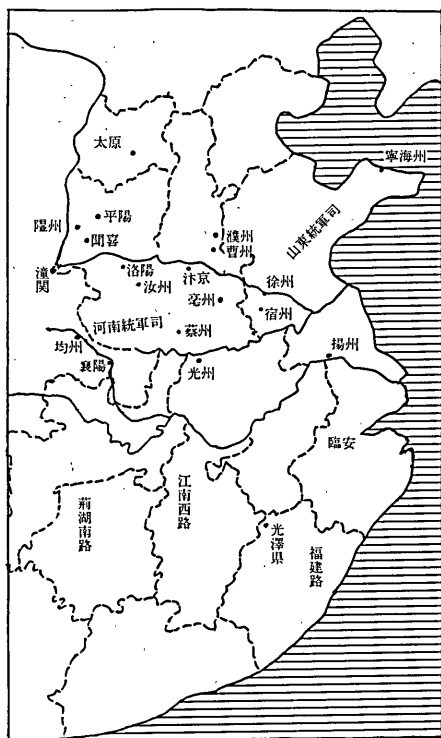 太原
寧海州
平陽
隰州
聞喜
濮州
曹州
山東統軍司
潼関
洛陽
汴京
汝州
徐州
亳州
宿州
河南統軍司
蔡州
均州
襄陽
光州
揚州
臨安
荊湖南路
江南西路
光澤県
福建路